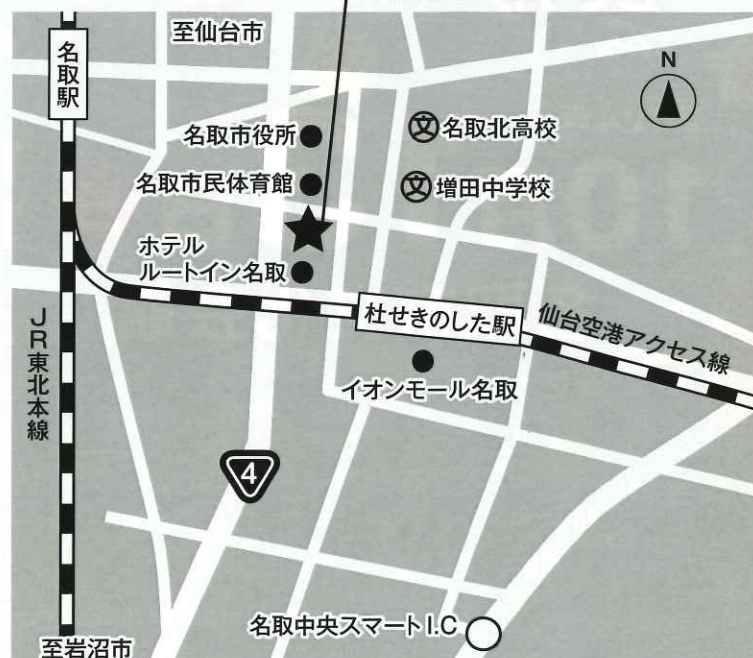 至仙台市
名取駅
N
名取市役所
文 名取北高校
名取市民体育館
文 増田中学校
ホテル
ルートイン名取
杜せきのした駅
仙台空港アクセス線
JR東北本線
イオンモール名取
4
名取中央スマートI.C
至岩沼市